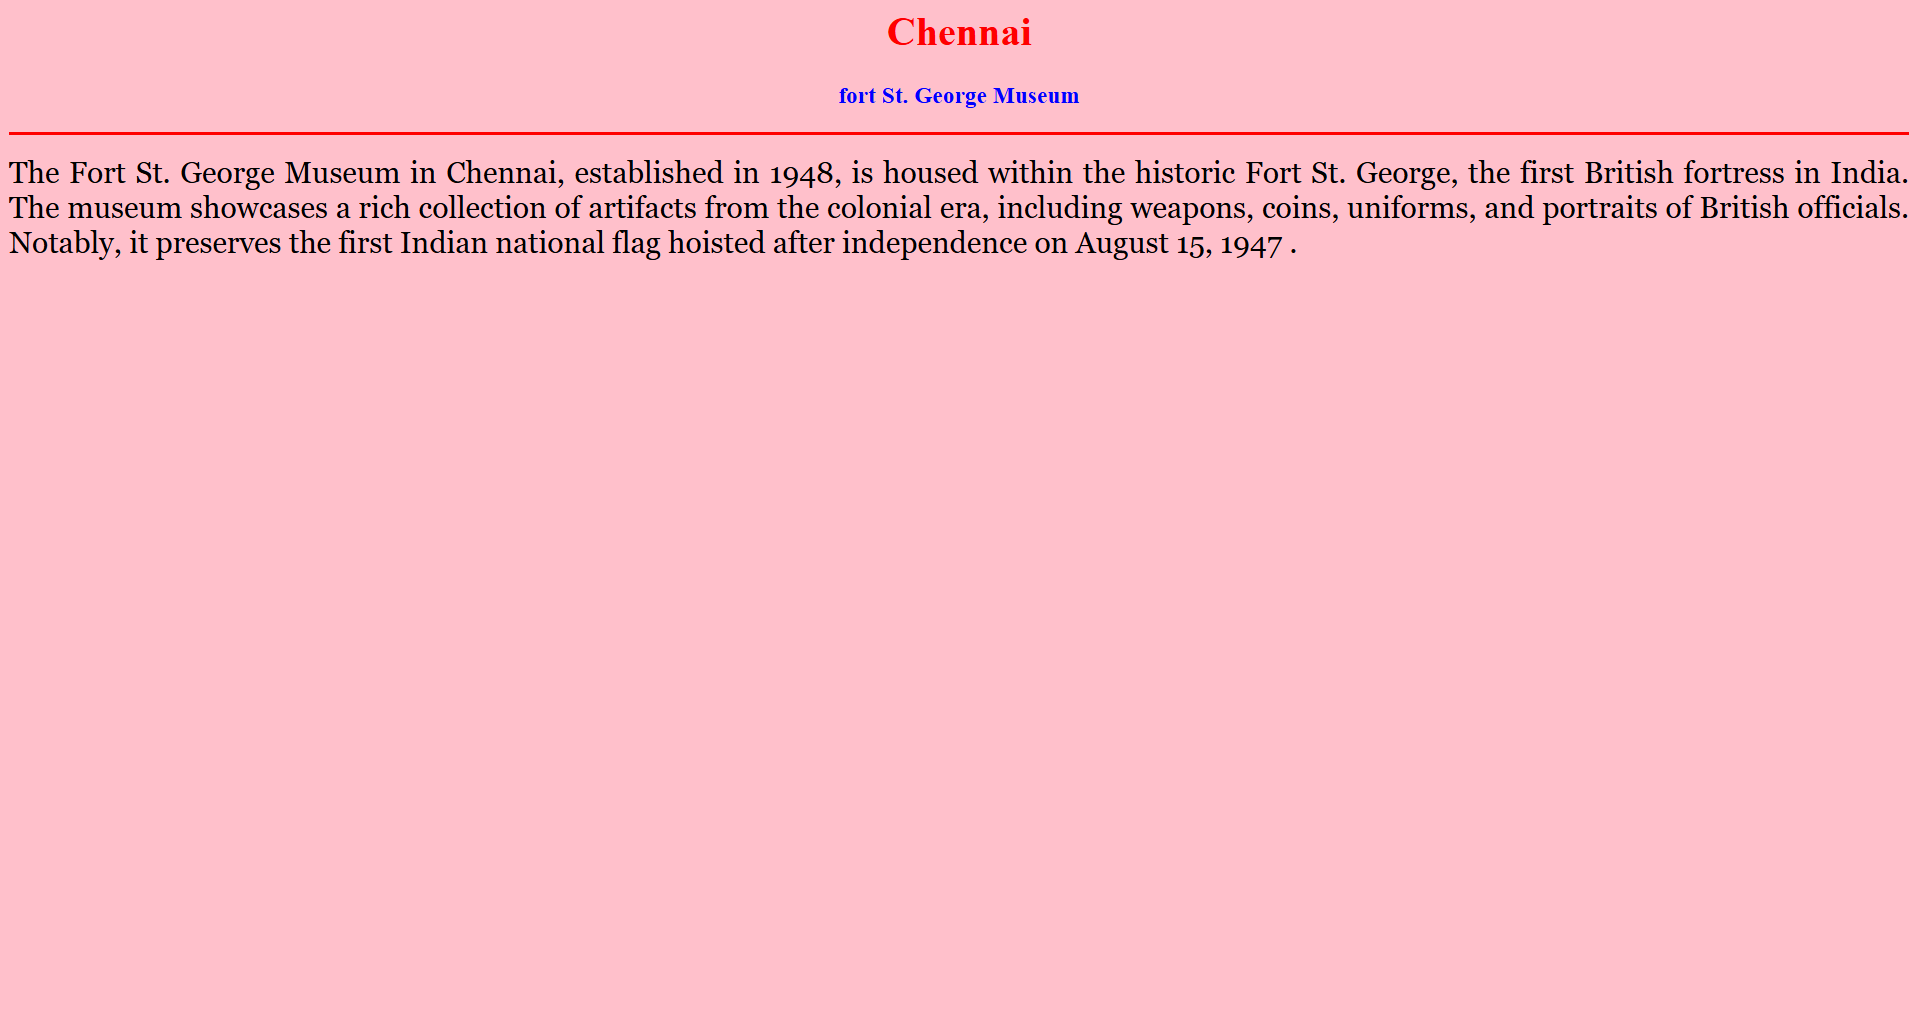 Chennai
fort St. George Museum
The Fort St. George Museum in Chennai, established in 1948, is housed within the historic Fort St. George, the first British fortress in India.
The museum showcases a rich collection of artifacts from the colonial era, including weapons, coins, uniforms, and portraits of British officials.
Notably, it preserves the first Indian national flag hoisted after independence on August 15, 1947 .